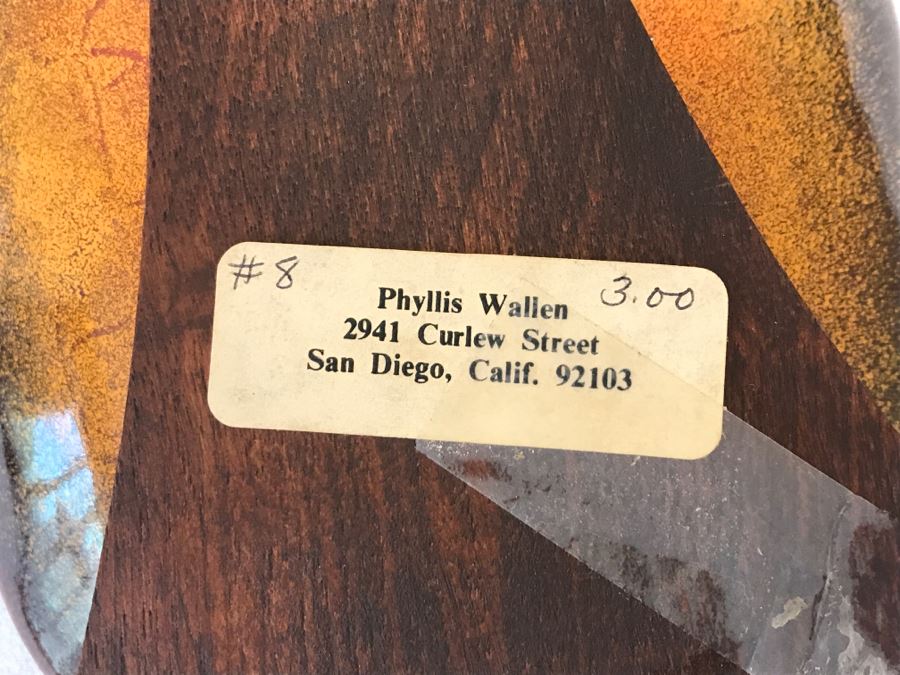 #8 3.00
Phyllis Wallen
2941 Curlew Street
San Diego, Calif. 92103